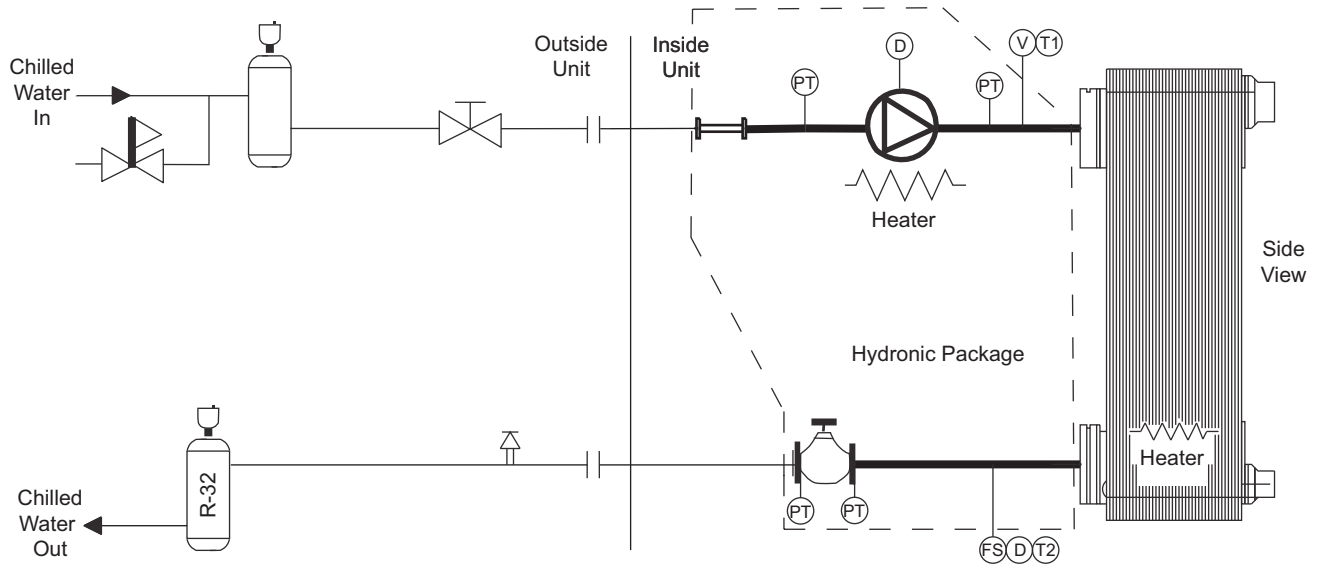 Chilled
Water
In
Outside
Unit
Inside
Unit
D
V
T1
PT
PT
Heater
Side
View
Hydronic Package
Heater
R-32
Chilled
Water
Out
PT
PT
FS
D
T2